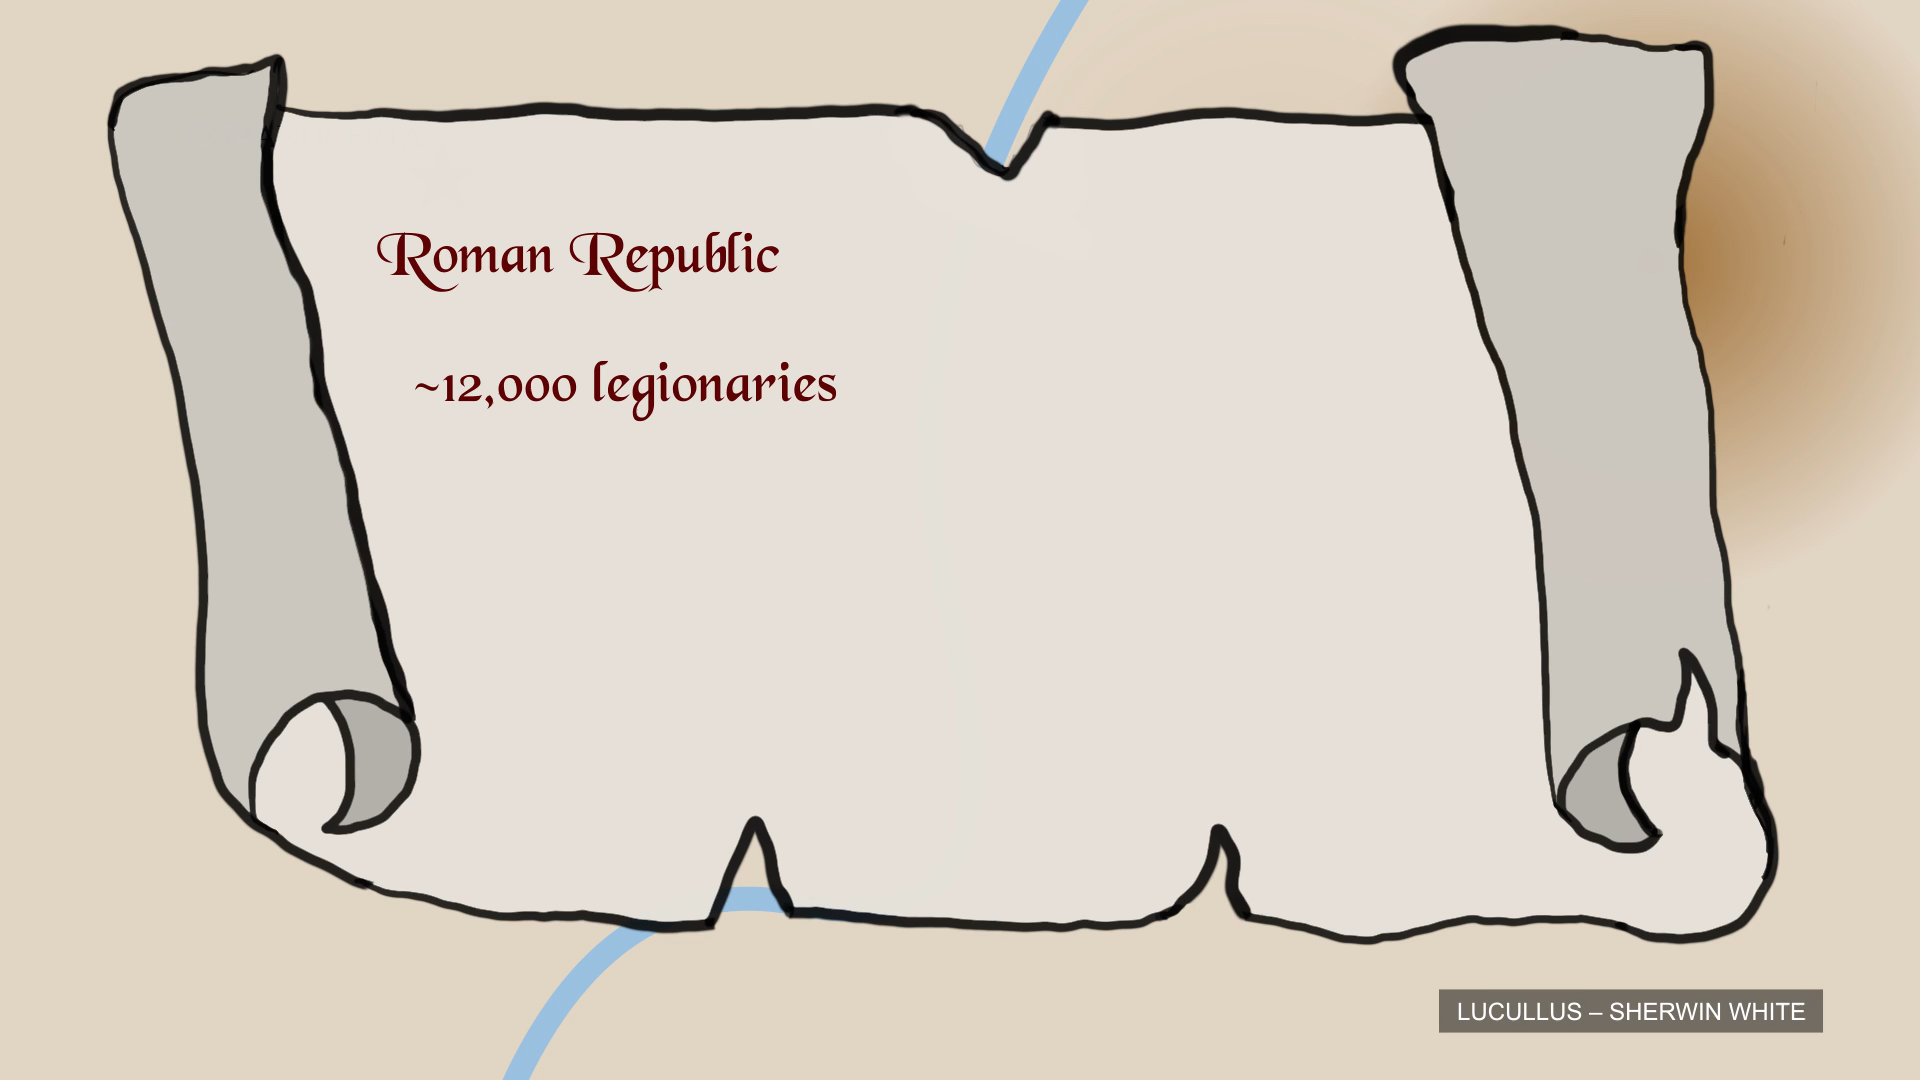 Roman Republic
~12,000 legionaries
LUCULLUS – SHERWIN WHITE